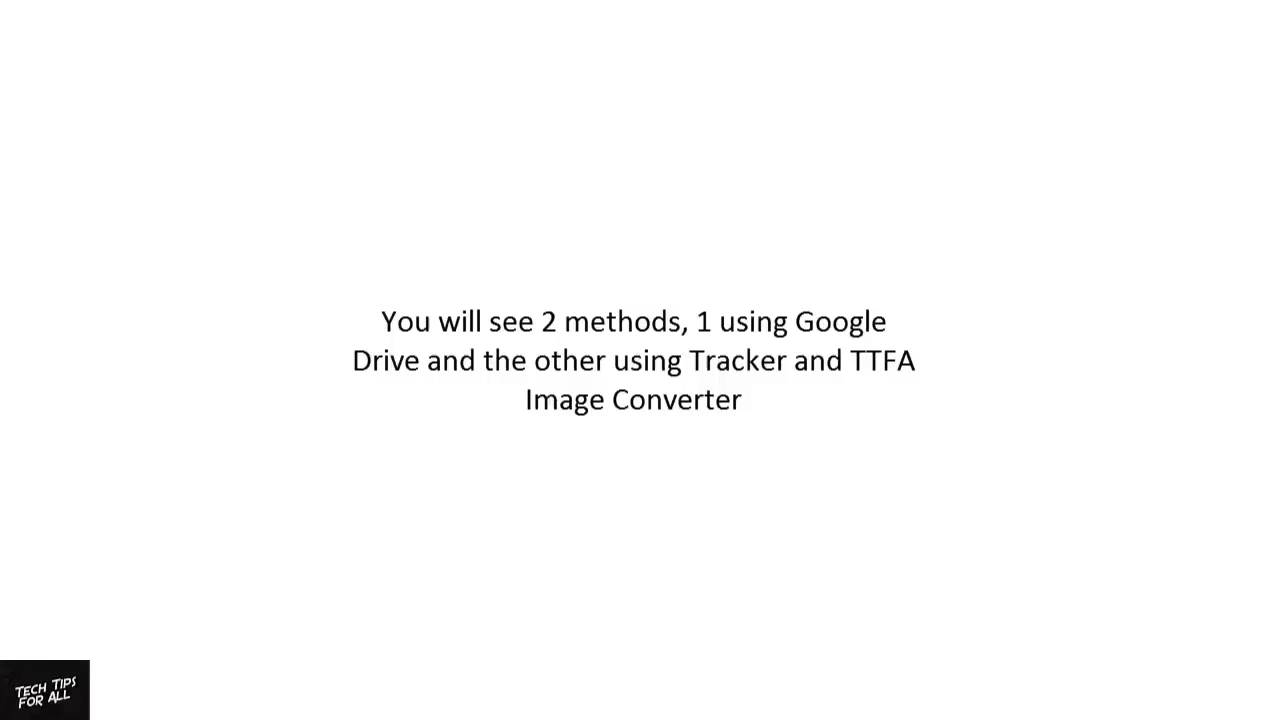 You will see 2 methods, 1 using Google
Drive and the other using Tracker and TTFA
Image Converter
TECH TIPS
FOR ALL